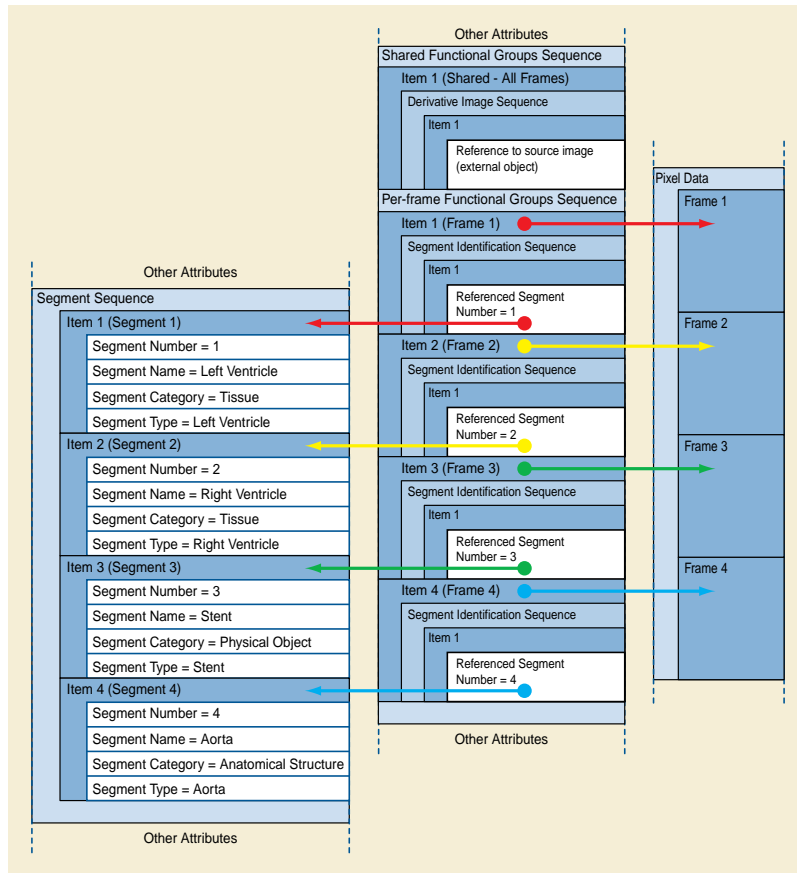 Other Attributes
Segment Sequence
Item 1 (Segment 1)
Segment Number = 1
Segment Name = Left Ventricle
Segment Category = Tissue
Segment Type = Left Ventricle
Item 2 (Segment 2)
Segment Number = 2
Segment Name = Right Ventricle
Segment Category = Tissue
Segment Type = Right Ventricle
Item 3 (Segment 3)
Segment Number = 3
Segment Name = Stent
Segment Category = Physical Object
Segment Type = Stent
Item 4 (Segment 4)
Segment Number = 4
Segment Name = Aorta
Segment Category = Anatomical Structure
Segment Type = Aorta
Other Attributes
Other Attributes
Shared Functional Groups Sequence
Item 1 (Shared - All Frames)
Derivative Image Sequence
Item 1
Reference to source image
(external object)
Per-frame Functional Groups Sequence
Item 1 (Frame 1)
Segment Identification Sequence
Item 1
Referenced Segment
Number = 1
Item 2 (Frame 2)
Segment Identification Sequence
Item 1
Referenced Segment
Number = 2
Item 3 (Frame 3)
Segment Identification Sequence
Item 1
Referenced Segment
Number = 3
Item 4 (Frame 4)
Segment Identification Sequence
Item 1
Referenced Segment
Number = 4
Other Attributes
Pixel Data
Frame 1
Frame 2
Frame 3
Frame 4